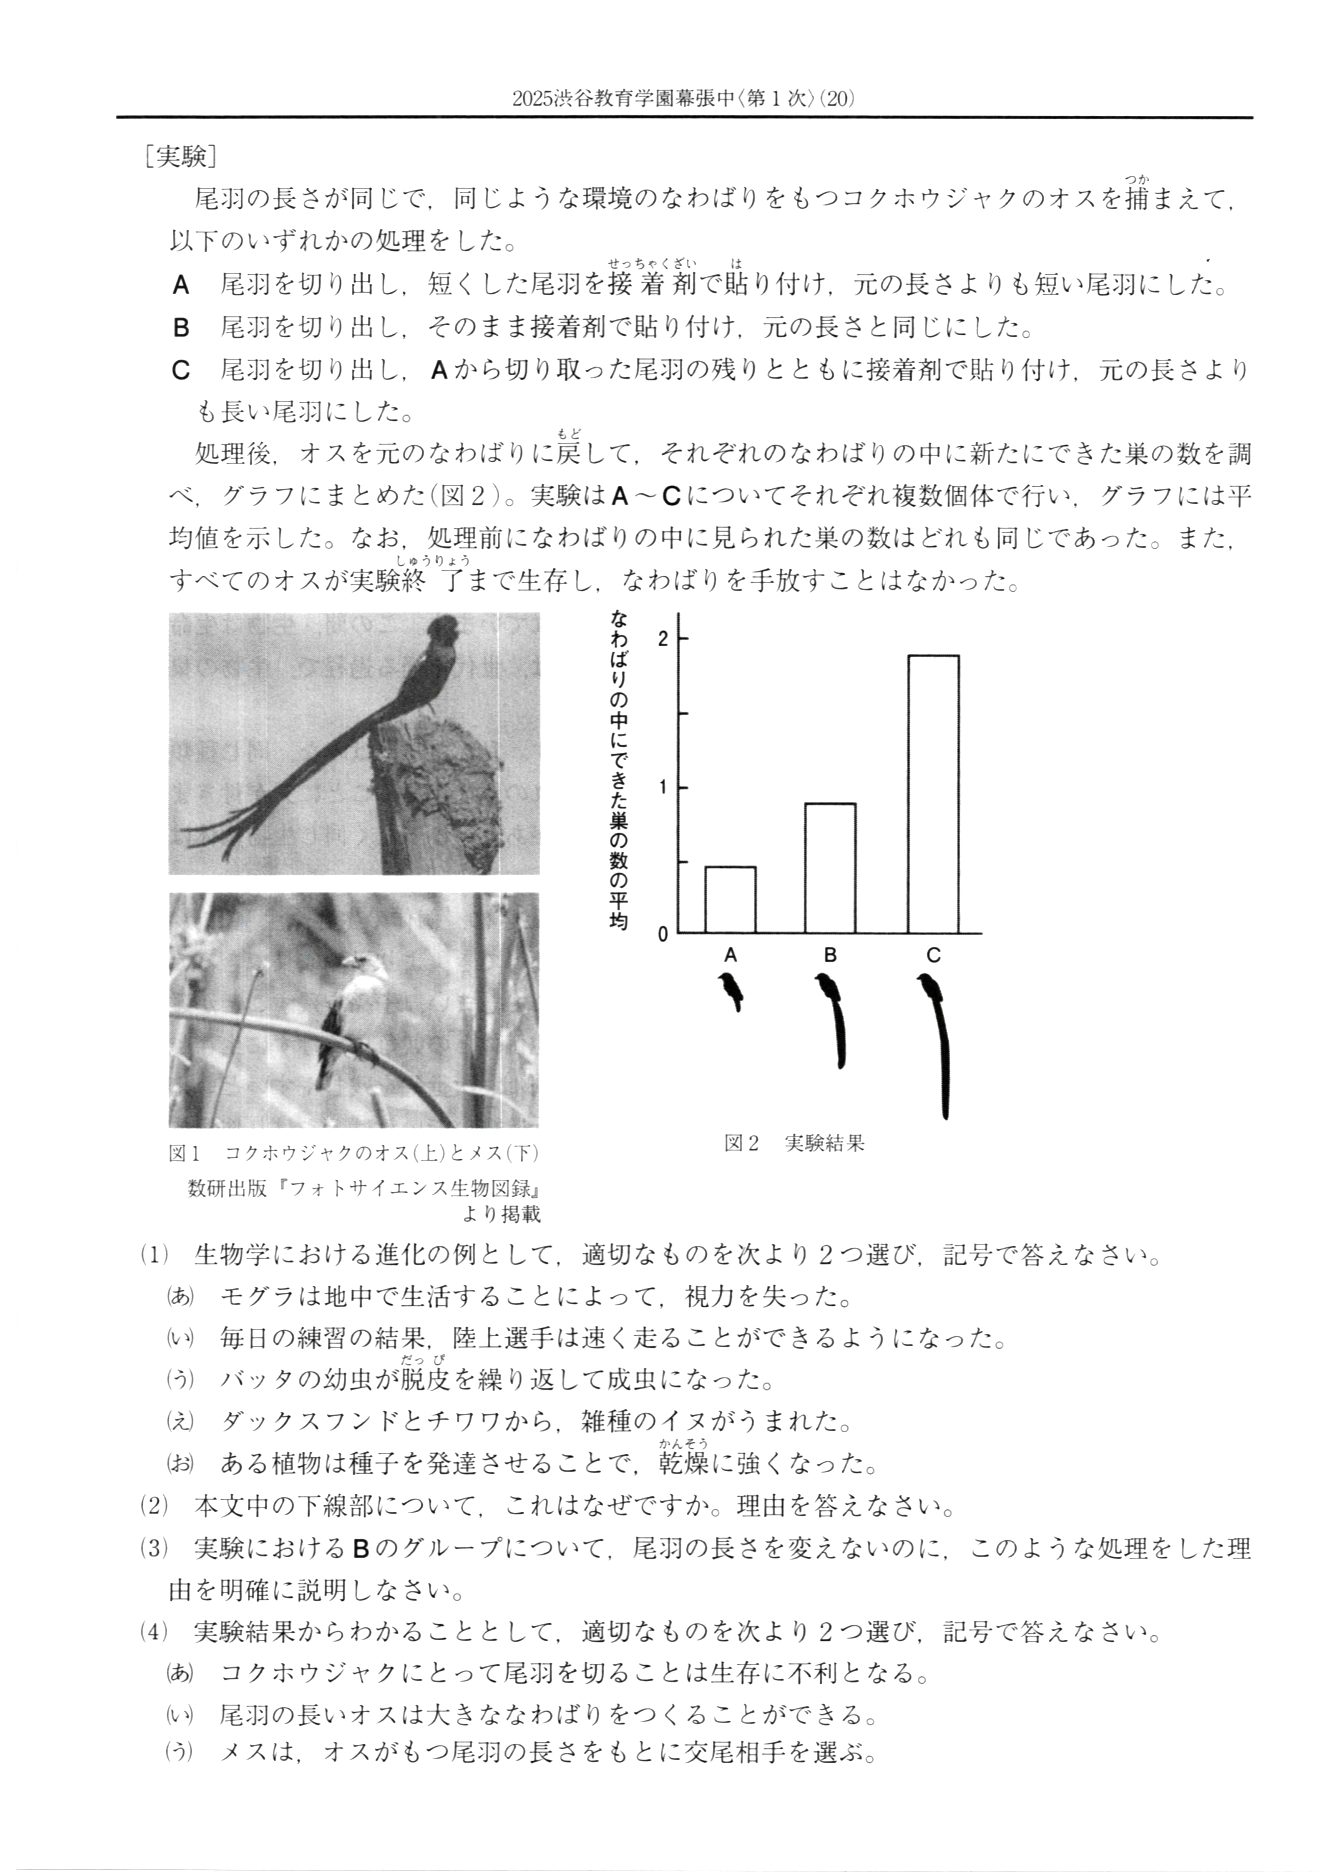 2025渋谷教育学園幕張中〈第1次〉(20)
［実験］
尾羽の長さが同じで，同じような環境のなわばりをもつコクホウジャクのオスを捕まえて，
つか
以下のいずれかの処理をした。
せっちゃくざい は
A 尾羽を切り出し，短くした尾羽を接着剤で貼り付け，元の長さよりも短い尾羽にした。
B 尾羽を切り出し，そのまま接着剤で貼り付け，元の長さと同じにした。
C 尾羽を切り出し，Aから切り取った尾羽の残りとともに接着剤で貼り付け，元の長さより
も長い尾羽にした。
もど
処理後，オスを元のなわばりに戻して，それぞれのなわばりの中に新たにできた巣の数を調
べ，グラフにまとめた(図2)。実験はA〜Cについてそれぞれ複数個体で行い，グラフには平
均値を示した。なお，処理前になわばりの中に見られた巣の数はどれも同じであった。また，
しゅうりょう
すべてのオスが実験終了まで生存し，なわばりを手放すことはなかった。
なわばりの中にできた巣の数の平均
2
1
0
A B C
図2 実験結果
図1 コクホウジャクのオス(上)とメス(下)
数研出版『フォトサイエンス生物図録』
より掲載
(1) 生物学における進化の例として，適切なものを次より2つ選び，記号で答えなさい。
(あ) モグラは地中で生活することによって，視力を失った。
(い) 毎日の練習の結果，陸上選手は速く走ることができるようになった。
だっぴ
(う) バッタの幼虫が脱皮を繰り返して成虫になった。
(え) ダックスフンドとチワワから，雑種のイヌがうまれた。
かんそう
(お) ある植物は種子を発達させることで，乾燥に強くなった。
(2) 本文中の下線部について，これはなぜですか。理由を答えなさい。
(3) 実験におけるBのグループについて，尾羽の長さを変えないのに，このような処理をした理
由を明確に説明しなさい。
(4) 実験結果からわかることとして，適切なものを次より2つ選び，記号で答えなさい。
(あ) コクホウジャクにとって尾羽を切ることは生存に不利となる。
(い) 尾羽の長いオスは大きななわばりをつくることができる。
(う) メスは，オスがもつ尾羽の長さをもとに交尾相手を選ぶ。